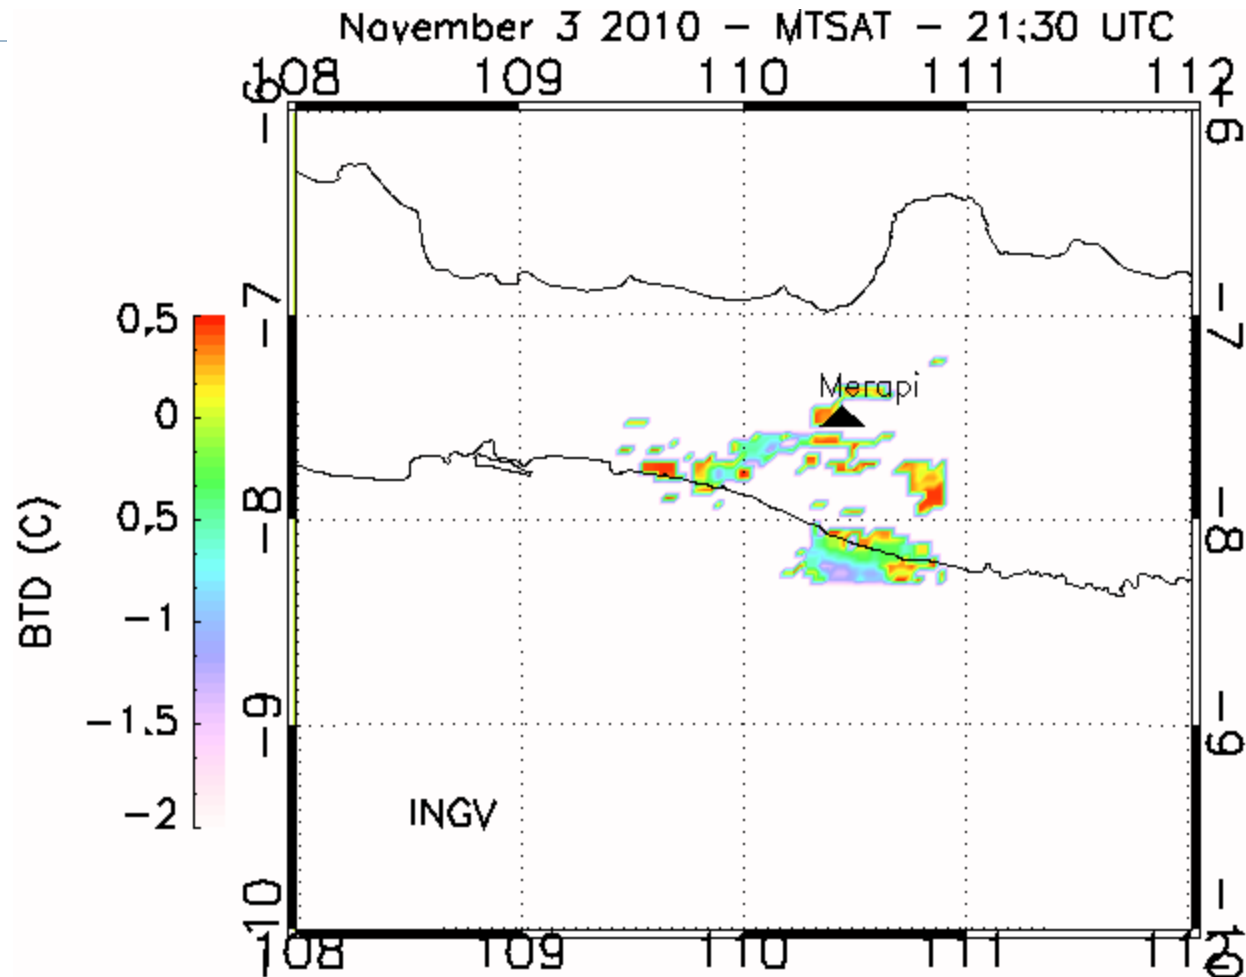 November 3 2010 – MTSAT – 21:30 UTC
108 109 110 111 112
-6 -6
-7 -7
0,5
Merapi
0
0,5
-8 -8
BTD (C)
-1
-1,5
-9 -9
-2
INGV
-10 -10
108 109 110 111 112